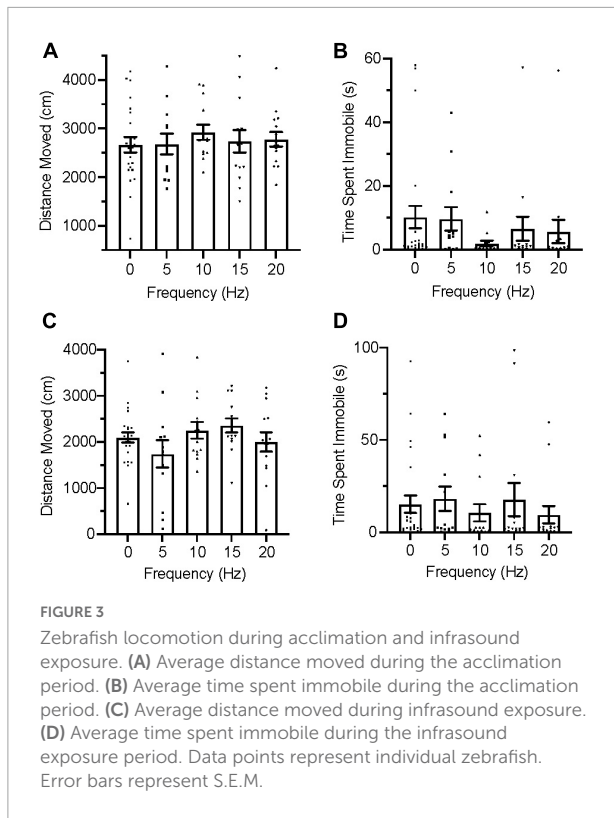 A
Distance Moved (cm)
4000
3000
2000
1000
0 5 10 15 20
Frequency (Hz)
B
Time Spent Immobile (s)
60
40
20
0
0 5 10 15 20
Frequency (Hz)
C
Distance Moved (cm)
4000
3000
2000
1000
0
0 5 10 15 20
Frequency (Hz)
D
Time Spent Immobile (s)
100
50
0
0 5 10 15 20
Frequency (Hz)
FIGURE 3
Zebrafish locomotion during acclimation and infrasound
exposure. (A) Average distance moved during the acclimation
period. (B) Average time spent immobile during the acclimation
period. (C) Average distance moved during infrasound exposure.
(D) Average time spent immobile during the infrasound
exposure period. Data points represent individual zebrafish.
Error bars represent S.E.M.